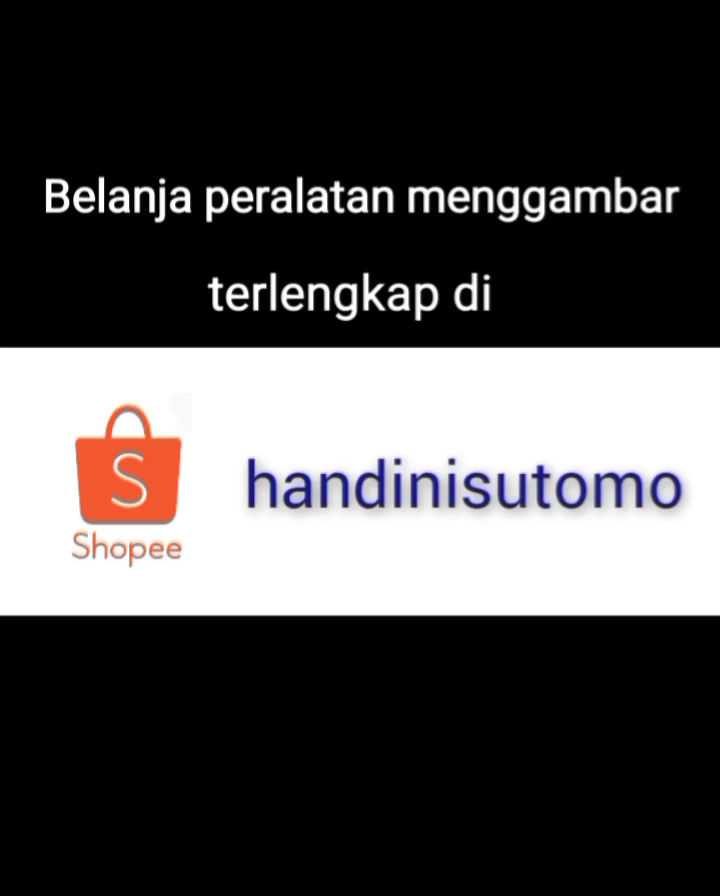 Belanja peralatan menggambar
terlengkap di
S
Shopee
handinisutomo